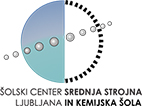 ŠOLSKI CENTER SREDNJA STROJNA
LJUBLJANA IN KEMIJSKA ŠOLA